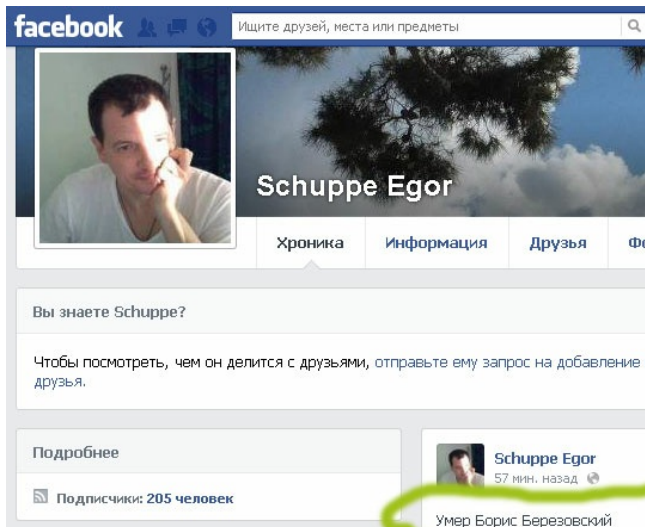 facebook
Ищите друзей, места или предметы
Schuppe Egor
Хроника Информация Друзья
Вы знаете Schuppe?
Чтобы посмотреть, чем он делится с друзьями, отправьте ему запрос на добавление
друзья.
Подробнее
Подписчики: 205 человек
Schuppe Egor
57 мин. назад
Умер Борис Березовский